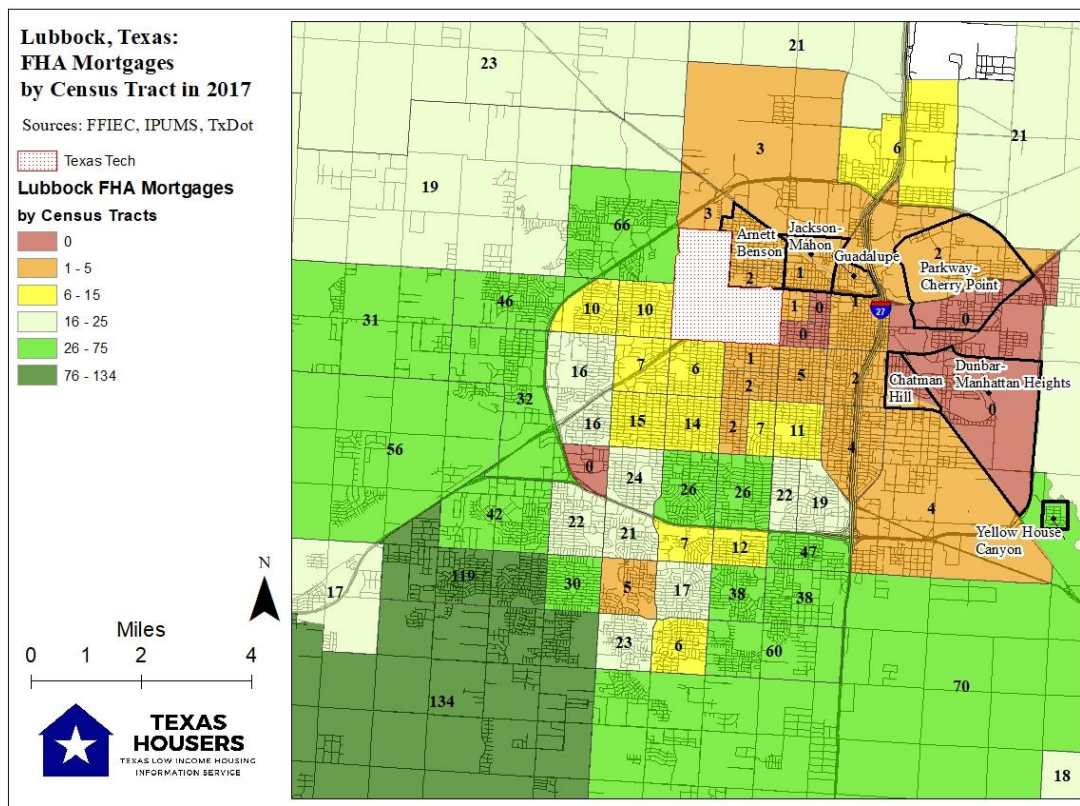 Lubbock, Texas:
FHA Mortgages
by Census Tract in 2017
Sources: FFIEC, IPUMS, TxDot
Texas Tech
Lubbock FHA Mortgages
by Census Tracts
0
1 - 5
6 - 15
16 - 25
26 - 75
76 - 134
N
Miles
0 1 2 4
TEXAS
HOUSERS
TEXAS LOW INCOME HOUSING
INFORMATION SERVICE
21
23
21
3
6
19
66
3
Arnett
Benson
Jackson-
Mahon
Guadalupe
2
Parkway-
Cherry Point
2
1
46
10
10
1
0
1
27
0
31
0
16
7
6
1
5
2
Chatman
Hill
Dunbar-
Manhattan Heights
2
0
32
16
15
14
2
7
11
4
56
0
24
26
26
22
19
4
42
22
21
7
12
47
Yellow House
Canyon
17
119
30
5
17
38
38
23
6
60
134
70
18